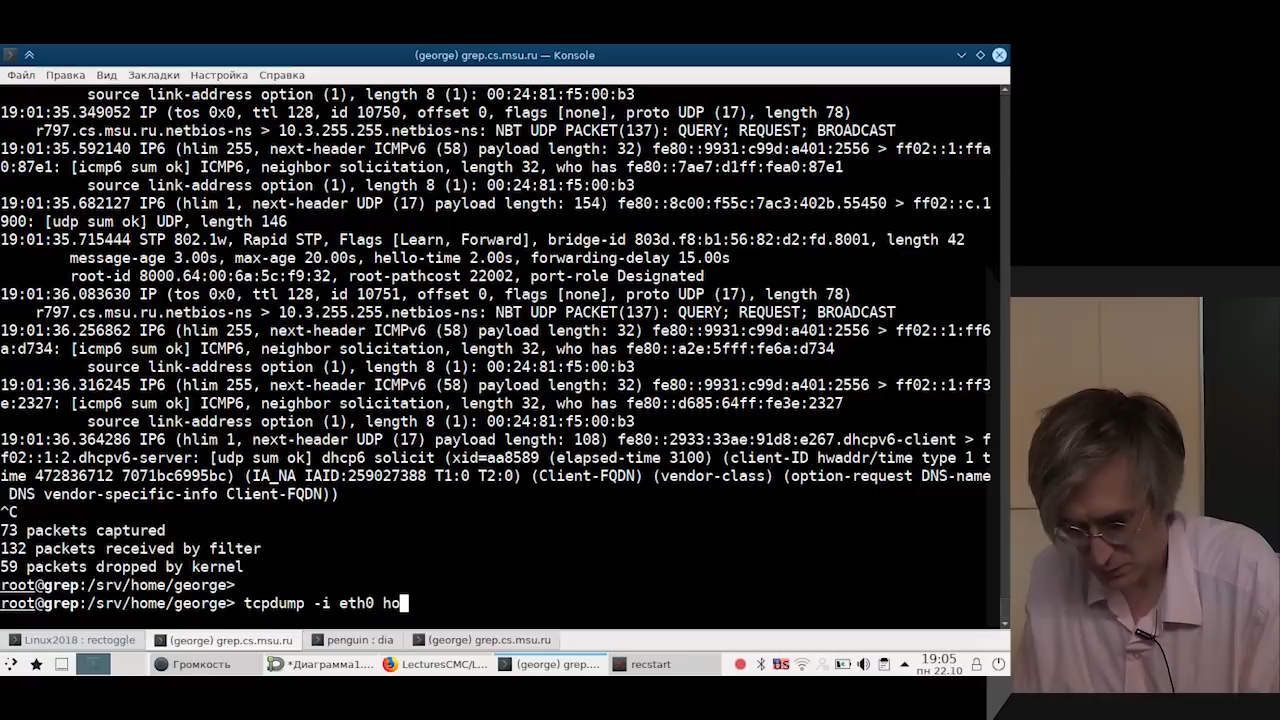 (george) grep.cs.msu.ru — Konsole
Файл Правка Вид Закладки Настройка Справка
source link-address option (1), length 8 (1): 00:24:81:f5:00:b3
19:01:35.349052 IP (tos 0x0, ttl 128, id 10750, offset 0, flags [none], proto UDP (17), length 78)
r797.cs.msu.ru.netbios-ns > 10.3.255.255.netbios-ns: NBT UDP PACKET(137): QUERY; REQUEST; BROADCAST
19:01:35.592140 IP6 (hlim 255, next-header ICMPv6 (58) payload length: 32) fe80::9931:c99d:a401:2556 > ff02::1:ffa
0:87e1: [icmp6 sum ok] ICMP6, neighbor solicitation, length 32, who has fe80::7ae7:d1ff:fea0:87e1
source link-address option (1), length 8 (1): 00:24:81:f5:00:b3
19:01:35.682127 IP6 (hlim 1, next-header UDP (17) payload length: 154) fe80::8c00:f55c:7ac3:402b.55450 > ff02::c.1
900: [udp sum ok] UDP, length 146
19:01:35.715444 STP 802.1w, Rapid STP, Flags [Learn, Forward], bridge-id 803d.f8:b1:56:82:d2:fd.8001, length 42
message-age 3.00s, max-age 20.00s, hello-time 2.00s, forwarding-delay 15.00s
root-id 8000.64:00:6a:5c:f9:32, root-pathcost 22002, port-role Designated
19:01:36.083630 IP (tos 0x0, ttl 128, id 10751, offset 0, flags [none], proto UDP (17), length 78)
r797.cs.msu.ru.netbios-ns > 10.3.255.255.netbios-ns: NBT UDP PACKET(137): QUERY; REQUEST; BROADCAST
19:01:36.256862 IP6 (hlim 255, next-header ICMPv6 (58) payload length: 32) fe80::9931:c99d:a401:2556 > ff02::1:ff6
a:d734: [icmp6 sum ok] ICMP6, neighbor solicitation, length 32, who has fe80::a2e:5fff:fe6a:d734
source link-address option (1), length 8 (1): 00:24:81:f5:00:b3
19:01:36.316245 IP6 (hlim 255, next-header ICMPv6 (58) payload length: 32) fe80::9931:c99d:a401:2556 > ff02::1:ff3
e:2327: [icmp6 sum ok] ICMP6, neighbor solicitation, length 32, who has fe80::d685:64ff:fe3e:2327
source link-address option (1), length 8 (1): 00:24:81:f5:00:b3
19:01:36.364286 IP6 (hlim 1, next-header UDP (17) payload length: 108) fe80::2933:33ae:91d8:e267.dhcpv6-client > f
f02::1:2.dhcpv6-server: [udp sum ok] dhcp6 solicit (xid=aa8589 (elapsed-time 3100) (client-ID hwaddr/time type 1 t
ime 472836712 7071bc6995bc) (IA_NA IAID:259027388 T1:0 T2:0) (Client-FQDN) (vendor-class) (option-request DNS-name
DNS vendor-specific-info Client-FQDN))
^C
73 packets captured
132 packets received by filter
59 packets dropped by kernel
root@grep:/srv/home/george>
root@grep:/srv/home/george> tcpdump -i eth0 ho
Linux2018 : rectoggle (george) grep.cs.msu.ru penguin : dia (george) grep.cs.msu.ru
Громкость *Диаграмма1.... LecturesCMC/L... (george) grep.cs.... recstart US 19:05
пн 22.10